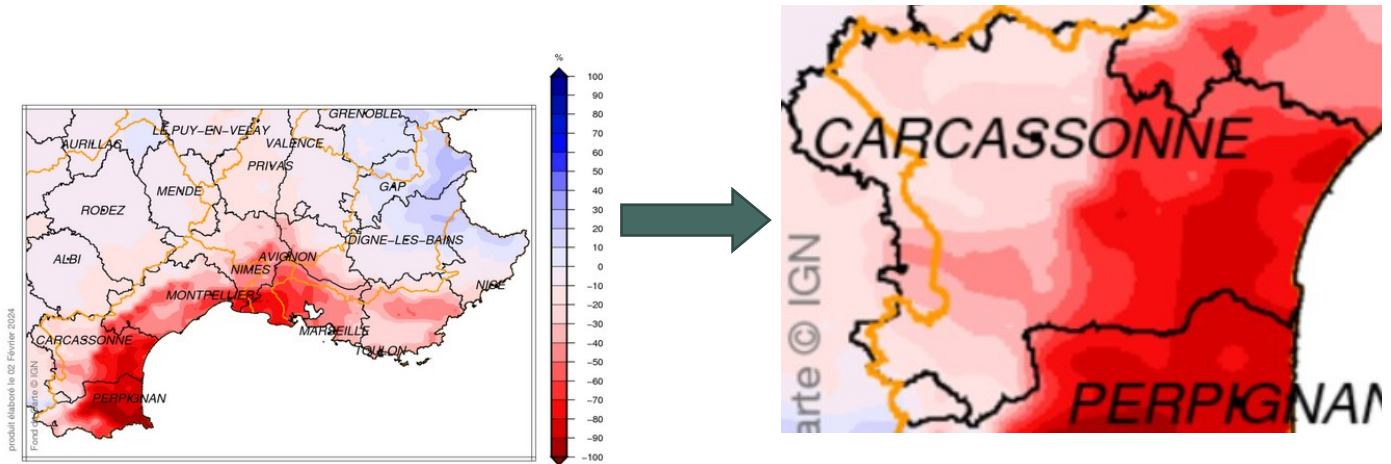 %
100
90
80
70
60
50
40
30
20
10
0
-10
-20
-30
-40
-50
-60
-70
-80
-90
-100
GRENOBLE
LE PUY-EN-VELAY
AURILLAC
VALENCE
PRIVAS
MENDE
GAP
RODEZ
DIGNE-LES-BAINS
ALBI
AVIGNON
NIMES
NICE
MONTPELLIER
MARSEILLE
CARCASSONNE
TOULON
PERPIGNAN
produit élaboré le 02 Février 2024
Fond de carte © IGN
CARCASSONNE
arte © IGN
PERPIGNAN